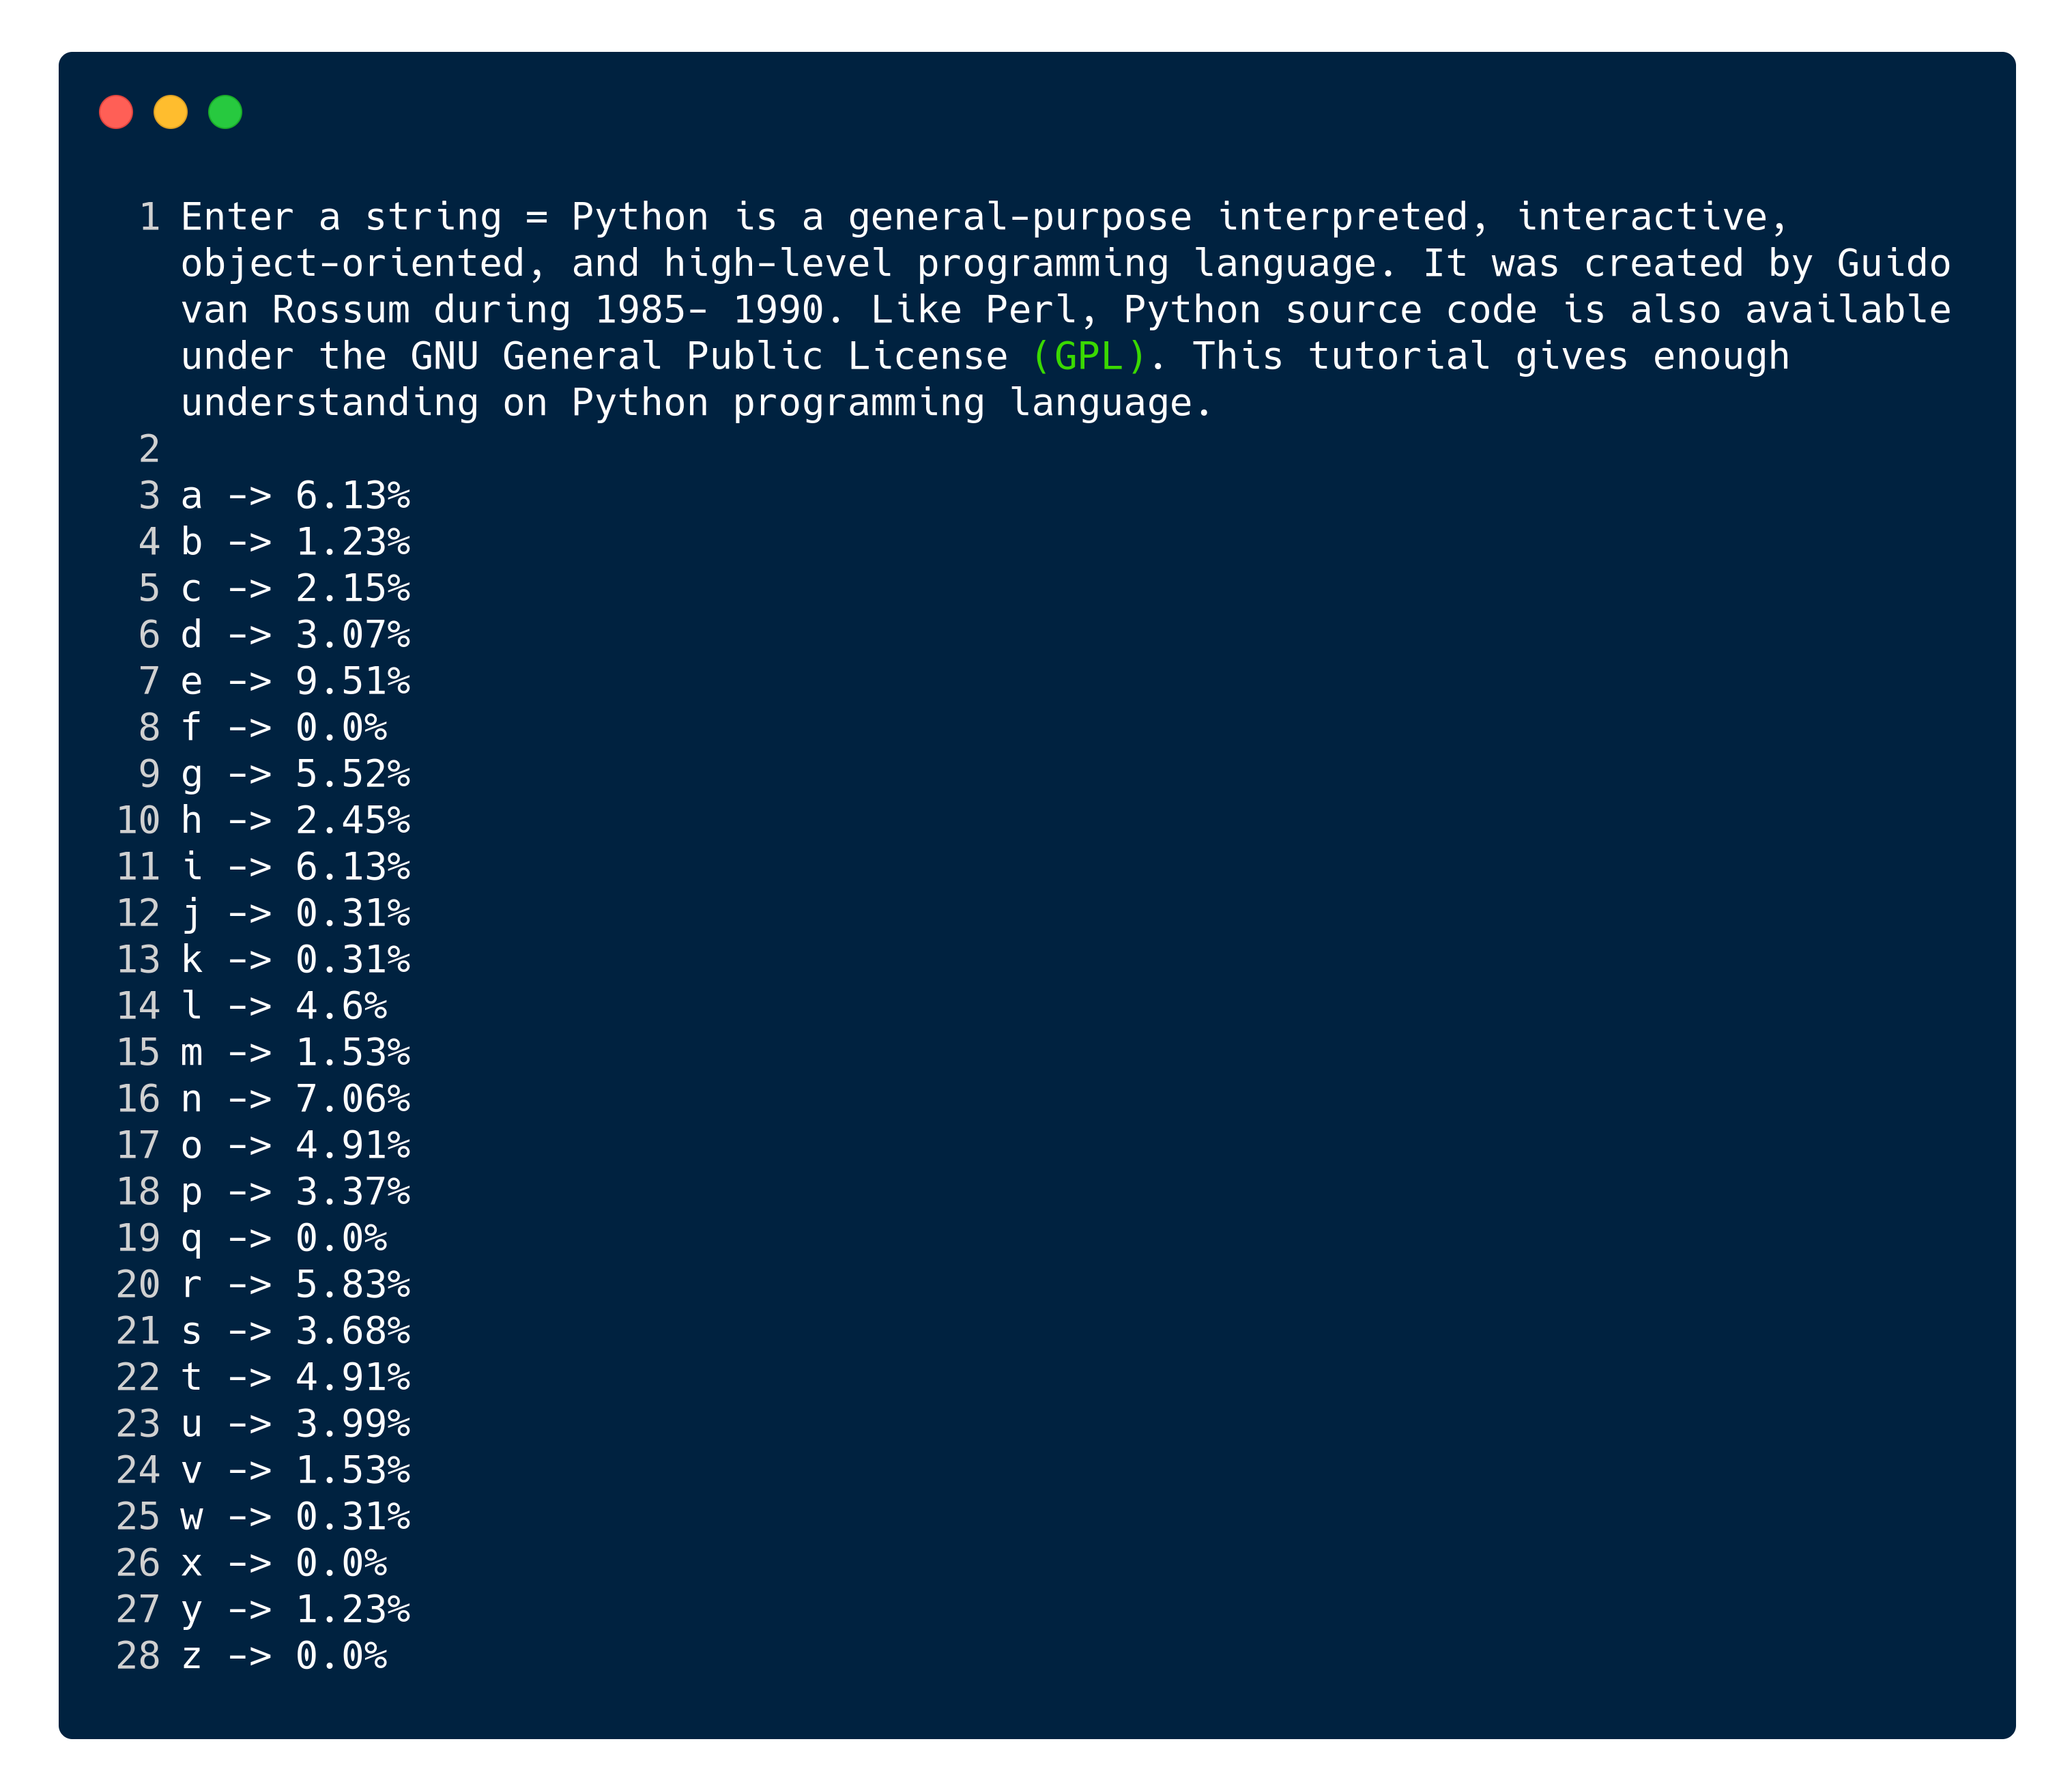 1 Enter a string = Python is a general-purpose interpreted, interactive,
object-oriented, and high-level programming language. It was created by Guido
van Rossum during 1985- 1990. Like Perl, Python source code is also available
under the GNU General Public License (GPL). This tutorial gives enough
understanding on Python programming language.
2
3 a -> 6.13%
4 b -> 1.23%
5 c -> 2.15%
6 d -> 3.07%
7 e -> 9.51%
8 f -> 0.0%
9 g -> 5.52%
10 h -> 2.45%
11 i -> 6.13%
12 j -> 0.31%
13 k -> 0.31%
14 l -> 4.6%
15 m -> 1.53%
16 n -> 7.06%
17 o -> 4.91%
18 p -> 3.37%
19 q -> 0.0%
20 r -> 5.83%
21 s -> 3.68%
22 t -> 4.91%
23 u -> 3.99%
24 v -> 1.53%
25 w -> 0.31%
26 x -> 0.0%
27 y -> 1.23%
28 z -> 0.0%